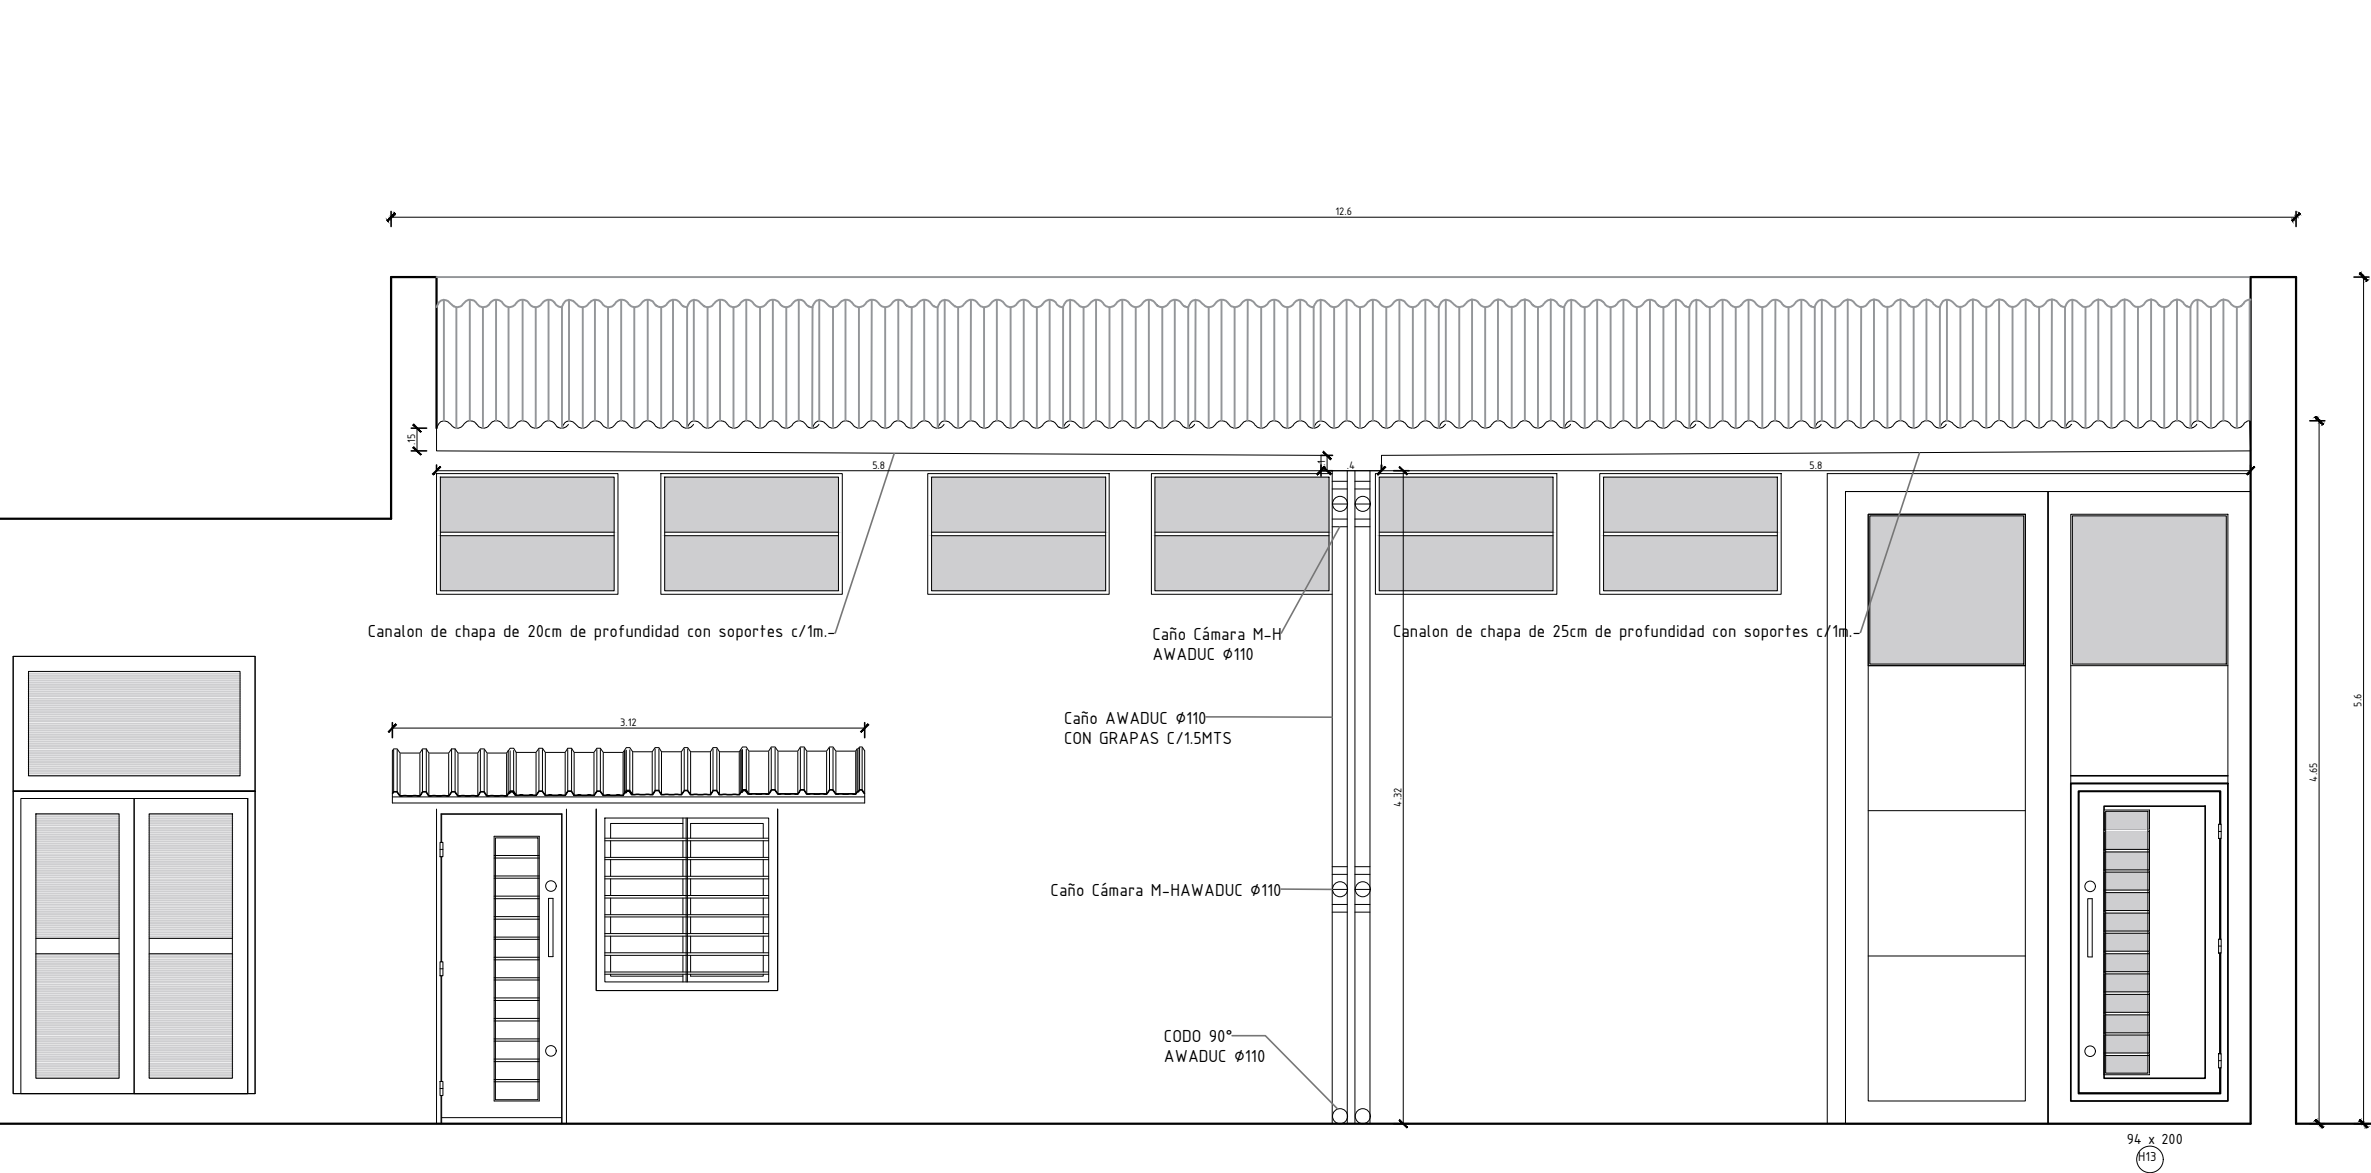 12.6
.15
5.8
.4
5.8
Canalon de chapa de 20cm de profundidad con soportes c/1m.-
Caño Cámara M-H
AWADUC Ø110
Canalon de chapa de 25cm de profundidad con soportes c/1m.-
5.6
Caño AWADUC Ø110
CON GRAPAS C/1.5MTS
3.12
4.65
4.32
Caño Cámara M-HAWADUC Ø110
CODO 90°
AWADUC Ø110
94 x 200
H13